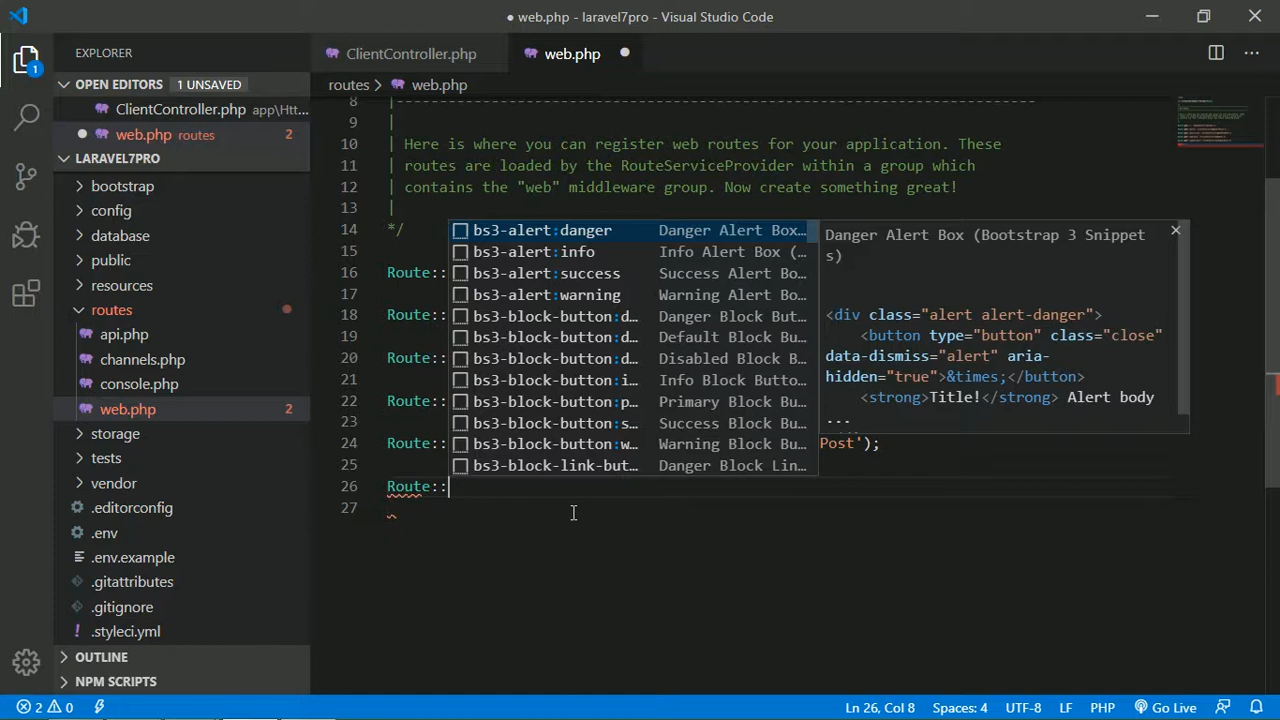 ● web.php - laravel7pro - Visual Studio Code
EXPLORER
ClientController.php
web.php
OPEN EDITORS 1 UNSAVED
routes > web.php
1
ClientController.php app\Htt...
web.php routes 2
LARAVEL7PRO
bootstrap
config
database
public
resources
routes
api.php
channels.php
console.php
web.php 2
storage
tests
vendor
.editorconfig
.env
.env.example
.gitattributes
.gitignore
.styleci.yml
OUTLINE
NPM SCRIPTS
8 |--------------------------------------------------------------------------
9 |
10 | Here is where you can register web routes for your application. These
11 | routes are loaded by the RouteServiceProvider within a group which
12 | contains the "web" middleware group. Now create something great!
13 |
14 */
16 Route::
17
18 Route::
19
20 Route::
21
22 Route::
23
24 Route:: Post');
25
26 Route::
27
bs3-alert:danger Danger Alert Box...
bs3-alert:info Info Alert Box (...
bs3-alert:success Success Alert Bo...
bs3-alert:warning Warning Alert Bo...
bs3-block-button:d... Danger Block But...
bs3-block-button:d... Default Block B...
bs3-block-button:d... Disabled Block B...
bs3-block-button:i... Info Block Butto...
bs3-block-button:p... Primary Block Bu...
bs3-block-button:s... Success Block Bu...
bs3-block-button:w... Warning Block Bu...
bs3-block-link-but... Danger Block Lin...
Danger Alert Box (Bootstrap 3 Snippet
s)
<div class="alert alert-danger">
<button type="button" class="close"
data-dismiss="alert" aria-
hidden="true">&times;</button>
<strong>Title!</strong> Alert body
...
2 0 Ln 26, Col 8 Spaces: 4 UTF-8 LF PHP Go Live